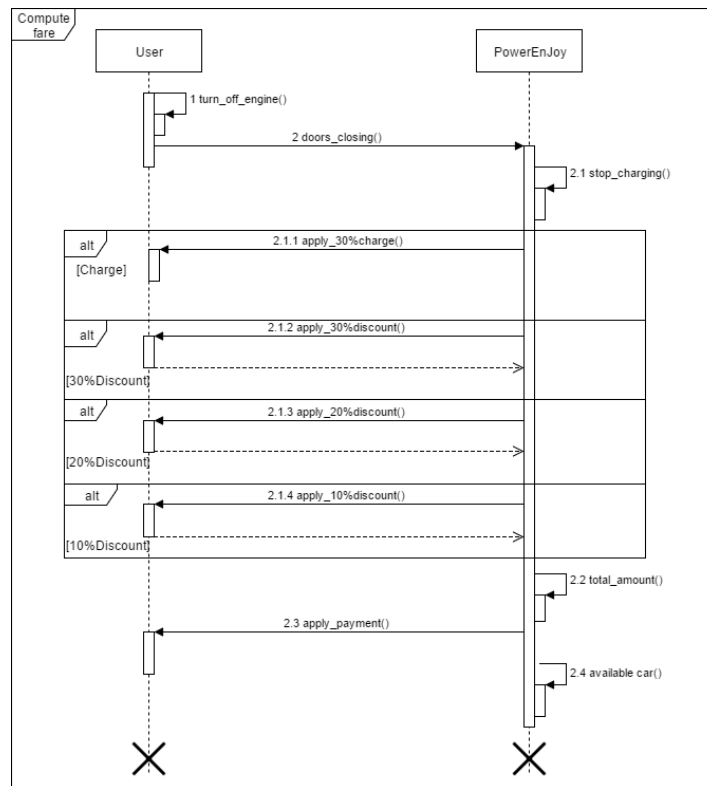 Compute
fare
User
PowerEnJoy
1 turn_off_engine()
2 doors_closing()
2.1 stop_charging()
alt
2.1.1 apply_30%charge()
[Charge]
alt
2.1.2 apply_30%discount()
[30%Discount]
alt
2.1.3 apply_20%discount()
[20%Discount]
alt
2.1.4 apply_10%discount()
[10%Discount]
2.2 total_amount()
2.3 apply_payment()
2.4 available car()